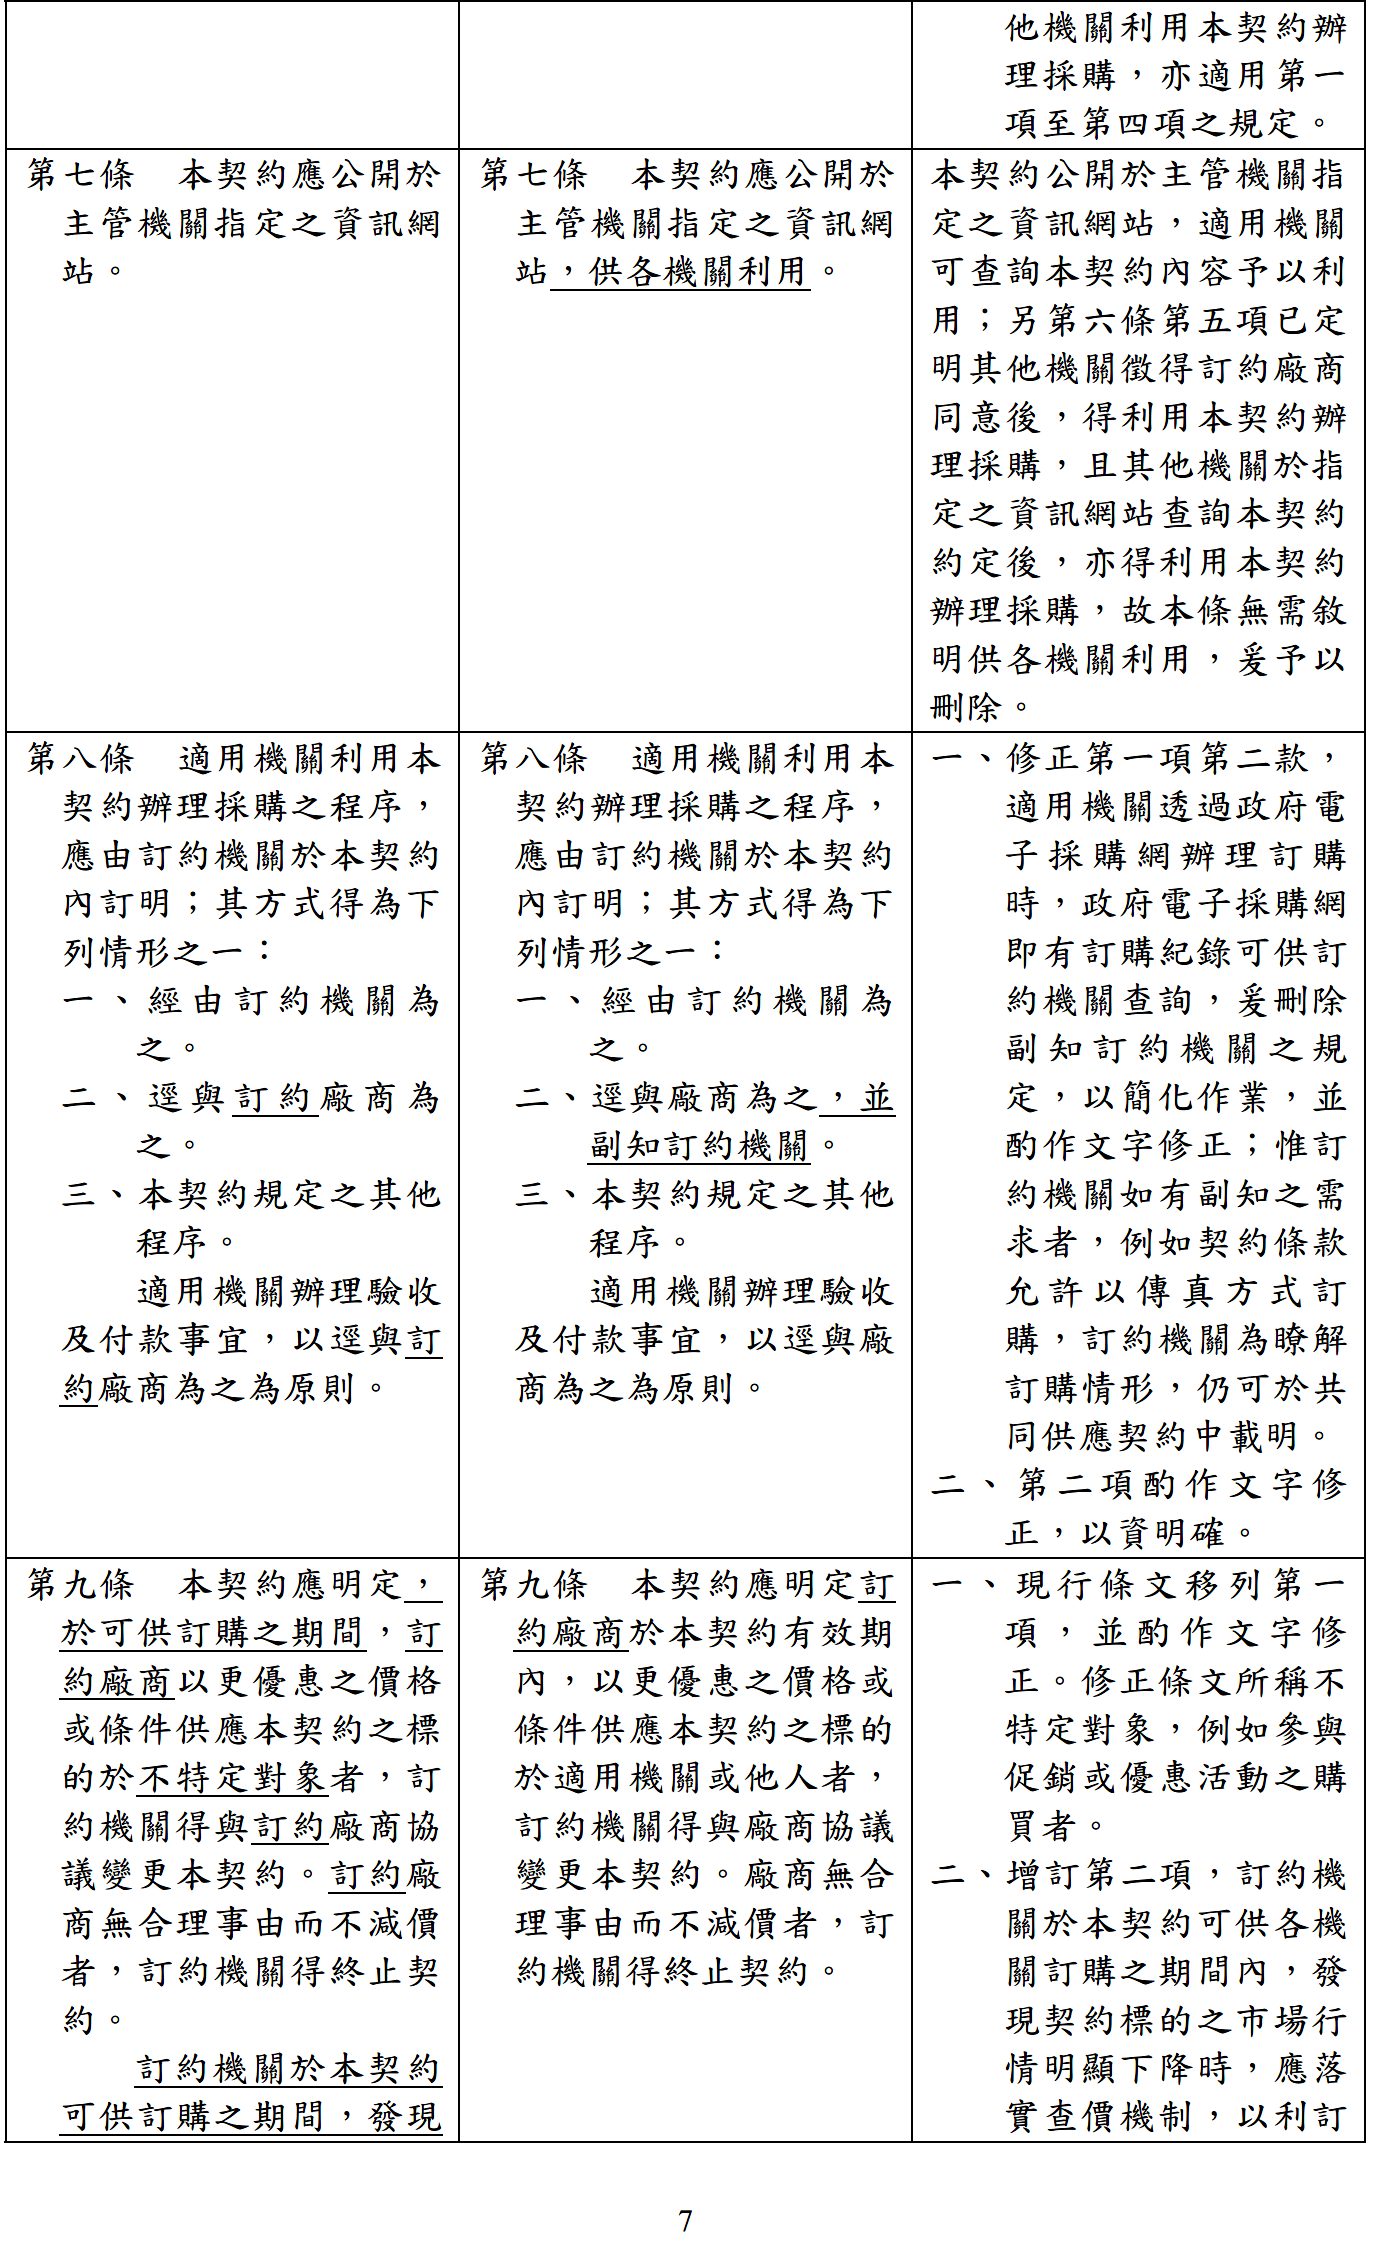 他機關利用本契約辦
理採購，亦適用第一
項至第四項之規定。
第七條　本契約應公開於
主管機關指定之資訊網
站。
第七條　本契約應公開於
主管機關指定之資訊網
站，供各機關利用。
本契約公開於主管機關指
定之資訊網站，適用機關
可查詢本契約內容予以利
用；另第六條第五項已定
明其他機關徵得訂約廠商
同意後，得利用本契約辦
理採購，且其他機關於指
定之資訊網站查詢本契約
約定後，亦得利用本契約
辦理採購，故本條無需敘
明供各機關利用，爰予以
刪除。
第八條　適用機關利用本
契約辦理採購之程序，
應由訂約機關於本契約
內訂明；其方式得為下
列情形之一：
一、經由訂約機關為
之。
二、逕與訂約廠商為
之。
三、本契約規定之其他
程序。
適用機關辦理驗收
及付款事宜，以逕與訂
約廠商為之為原則。
第八條　適用機關利用本
契約辦理採購之程序，
應由訂約機關於本契約
內訂明；其方式得為下
列情形之一：
一、經由訂約機關為
之。
二、逕與廠商為之，並
副知訂約機關。
三、本契約規定之其他
程序。
適用機關辦理驗收
及付款事宜，以逕與廠
商為之為原則。
一、修正第一項第二款，
適用機關透過政府電
子採購網辦理訂購
時，政府電子採購網
即有訂購紀錄可供訂
約機關查詢，爰刪除
副知訂約機關之規
定，以簡化作業，並
酌作文字修正；惟訂
約機關如有副知之需
求者，例如契約條款
允許以傳真方式訂
購，訂約機關為瞭解
訂購情形，仍可於共
同供應契約中載明。
二、第二項酌作文字修
正，以資明確。
第九條　本契約應明定，
於可供訂購之期間，訂
約廠商以更優惠之價格
或條件供應本契約之標
的於不特定對象者，訂
約機關得與訂約廠商協
議變更本契約。訂約廠
商無合理事由而不減價
者，訂約機關得終止契
約。
訂約機關於本契約
可供訂購之期間，發現
第九條　本契約應明定訂
約廠商於本契約有效期
內，以更優惠之價格或
條件供應本契約之標的
於適用機關或他人者，
訂約機關得與廠商協議
變更本契約。廠商無合
理事由而不減價者，訂
約機關得終止契約。
一、現行條文移列第一
項，並酌作文字修
正。修正條文所稱不
特定對象，例如參與
促銷或優惠活動之購
買者。
二、增訂第二項，訂約機
關於本契約可供各機
關訂購之期間內，發
現契約標的之市場行
情明顯下降時，應落
實查價機制，以利訂
7